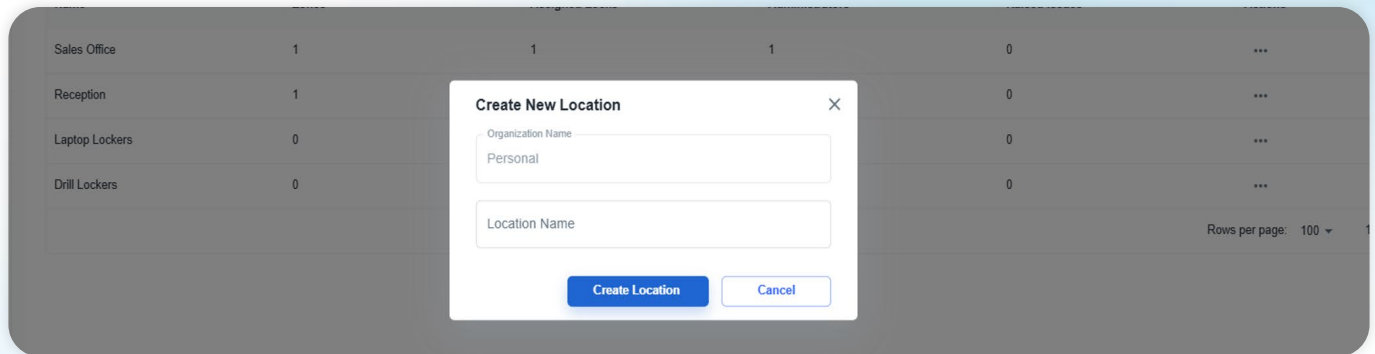 Sales Office 1 1 1 0 •••
Create New Location
Reception 1 0 •••
Organization Name
Personal
Laptop Lockers 0 0 •••
Drill Lockers 0 0 •••
Location Name
Rows per page: 100
Create Location Cancel